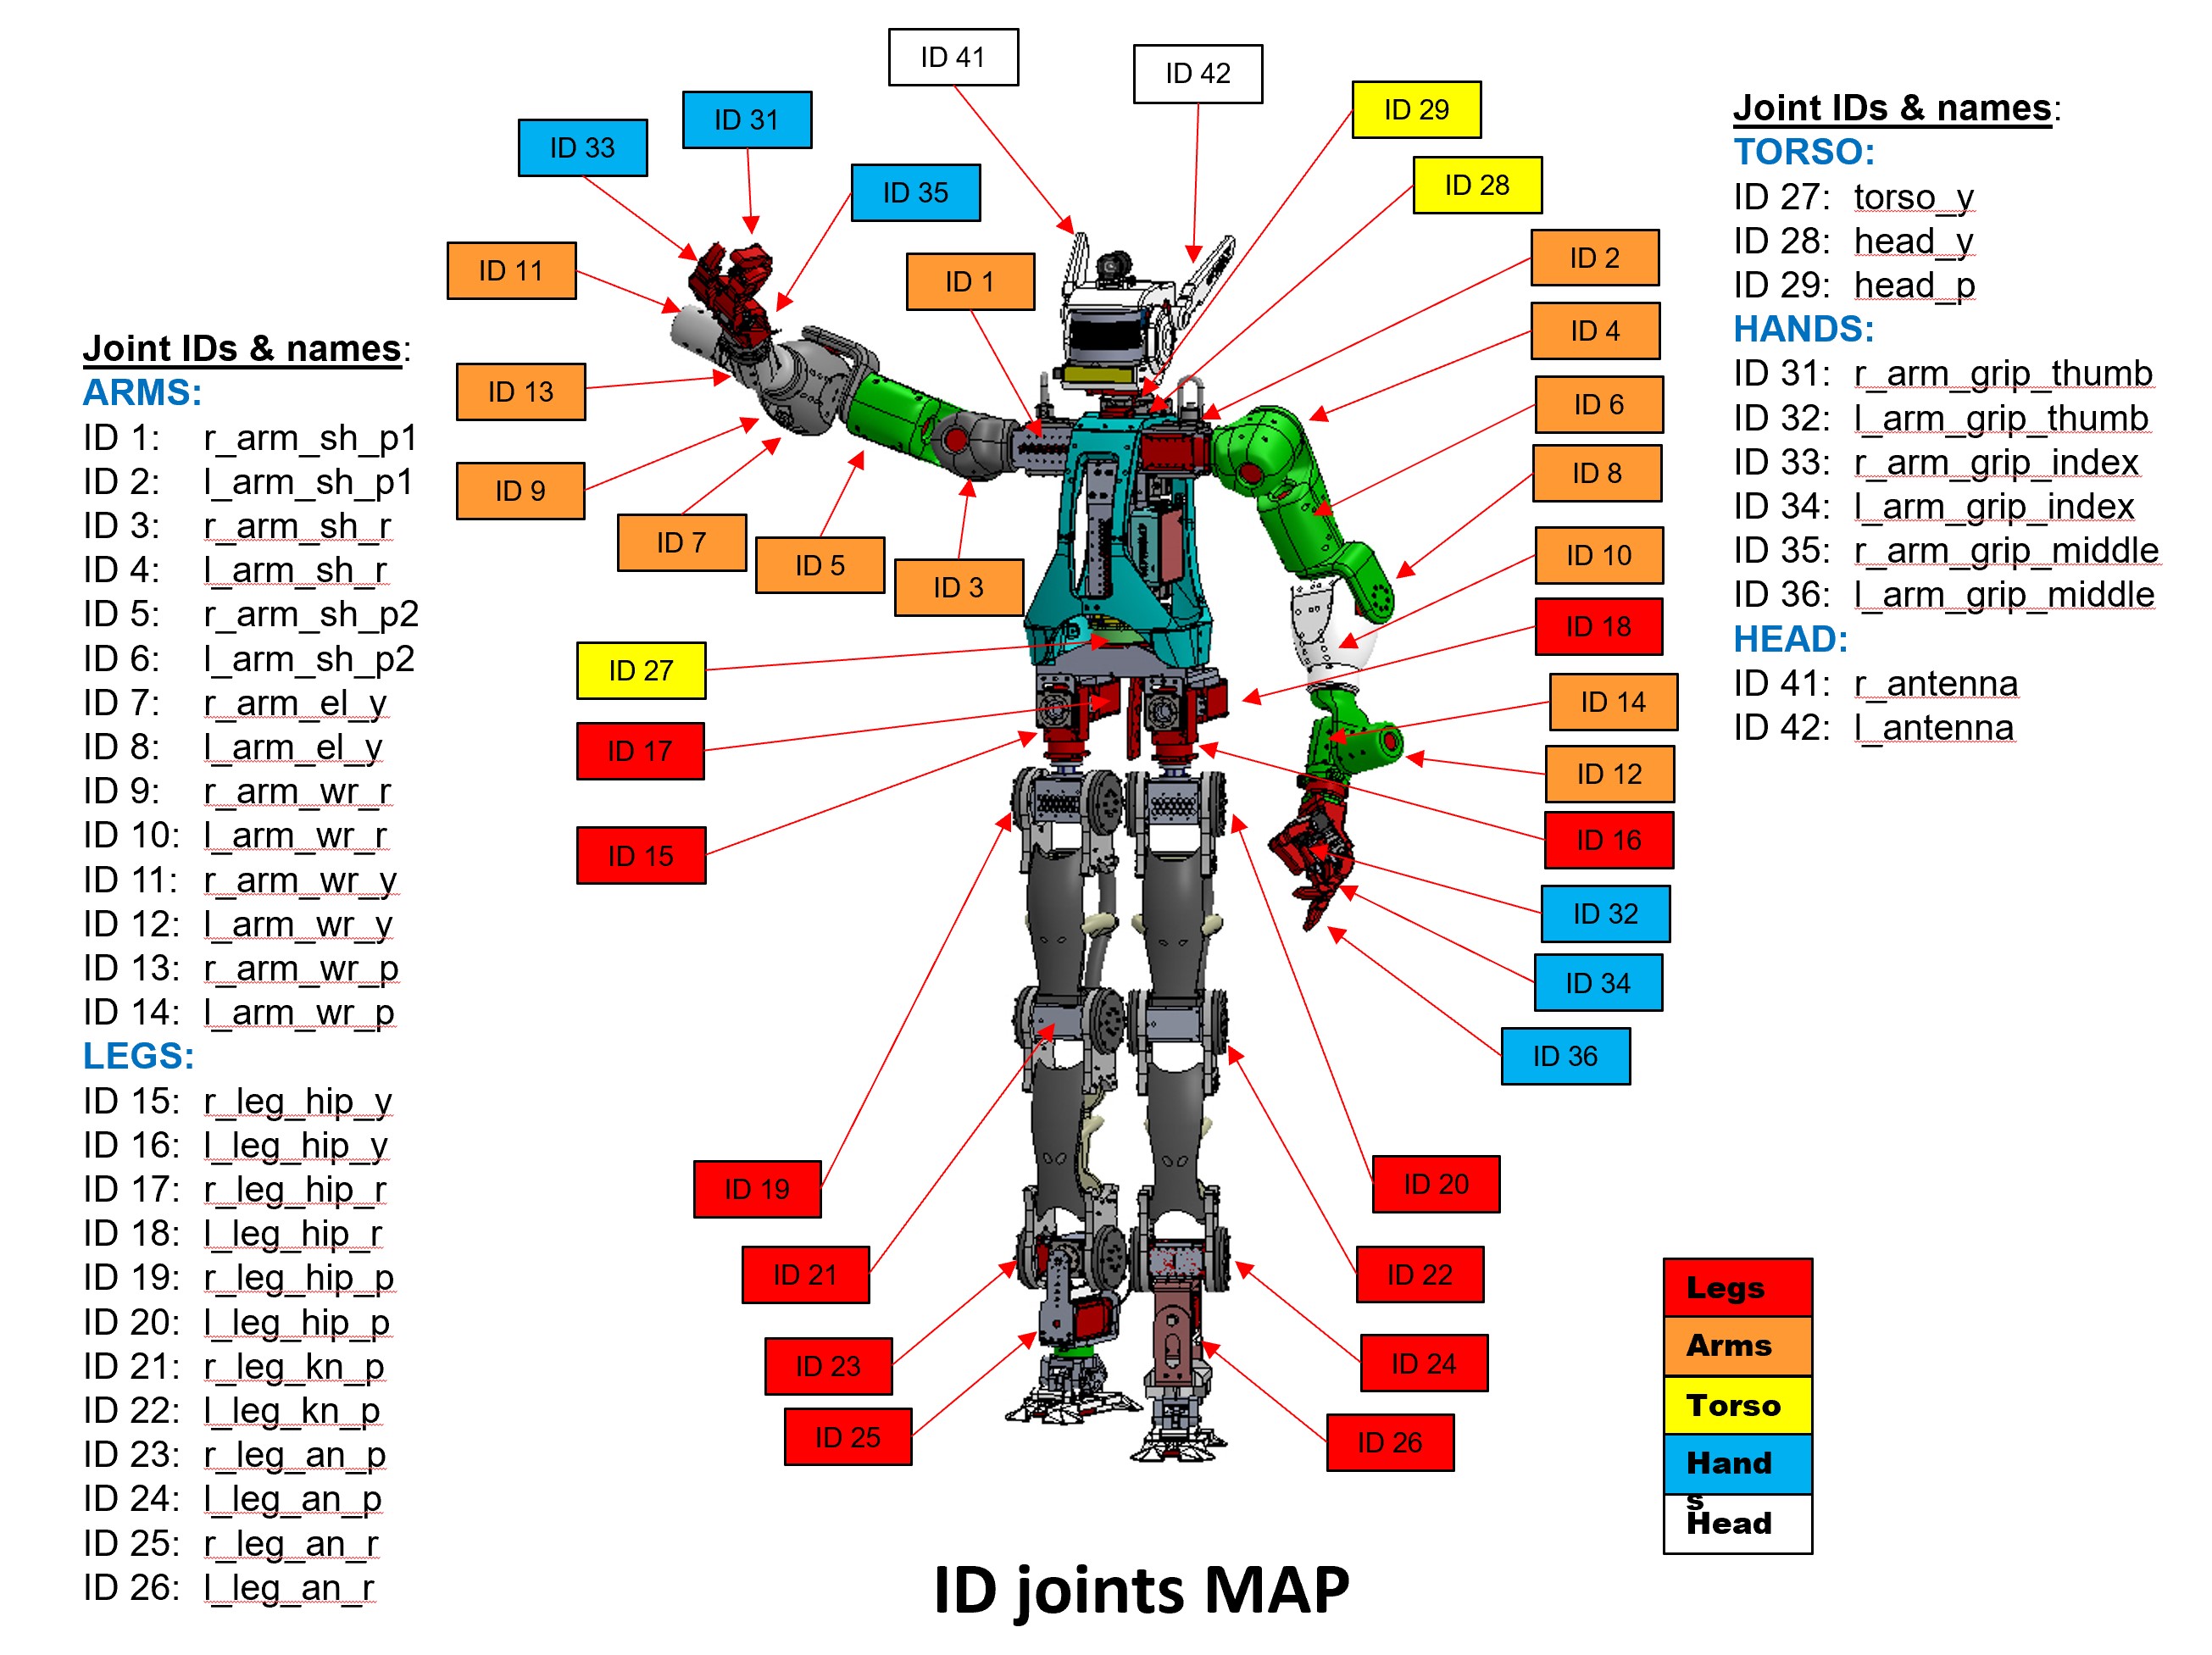 ID 41
ID 42
ID 29
ID 31
ID 33
ID 28
ID 35
ID 2
ID 11
ID 1
ID 4
ID 13
ID 6
ID 9
ID 8
ID 7
ID 5
ID 3
ID 10
ID 18
ID 27
ID 14
ID 17
ID 12
ID 15
ID 16
ID 32
ID 34
ID 36
ID 19
ID 20
ID 21
ID 22
ID 23
ID 24
ID 25
ID 26
Joint IDs & names:
ARMS:
ID 1: r_arm_sh_p1
ID 2: l_arm_sh_p1
ID 3: r_arm_sh_r
ID 4: l_arm_sh_r
ID 5: r_arm_sh_p2
ID 6: l_arm_sh_p2
ID 7: r_arm_el_y
ID 8: l_arm_el_y
ID 9: r_arm_wr_r
ID 10: l_arm_wr_r
ID 11: r_arm_wr_y
ID 12: l_arm_wr_y
ID 13: r_arm_wr_p
ID 14: l_arm_wr_p
LEGS:
ID 15: r_leg_hip_y
ID 16: l_leg_hip_y
ID 17: r_leg_hip_r
ID 18: l_leg_hip_r
ID 19: r_leg_hip_p
ID 20: l_leg_hip_p
ID 21: r_leg_kn_p
ID 22: l_leg_kn_p
ID 23: r_leg_an_p
ID 24: l_leg_an_p
ID 25: r_leg_an_r
ID 26: l_leg_an_r
Joint IDs & names:
TORSO:
ID 27: torso_y
ID 28: head_y
ID 29: head_p
HANDS:
ID 31: r_arm_grip_thumb
ID 32: l_arm_grip_thumb
ID 33: r_arm_grip_index
ID 34: l_arm_grip_index
ID 35: r_arm_grip_middle
ID 36: l_arm_grip_middle
HEAD:
ID 41: r_antenna
ID 42: l_antenna
Legs
Arms
Torso
Hand
s
Head
ID joints MAP